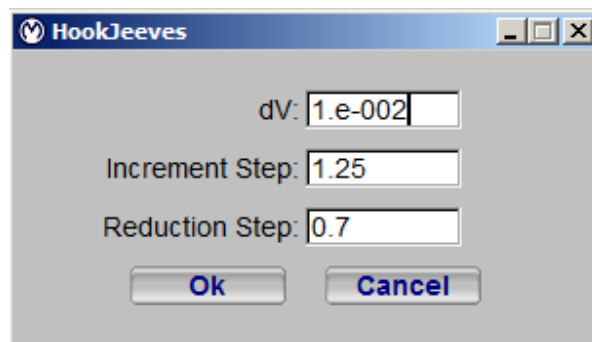 HookJeeves
dV: 1.e-002
Increment Step: 1.25
Reduction Step: 0.7
Ok Cancel